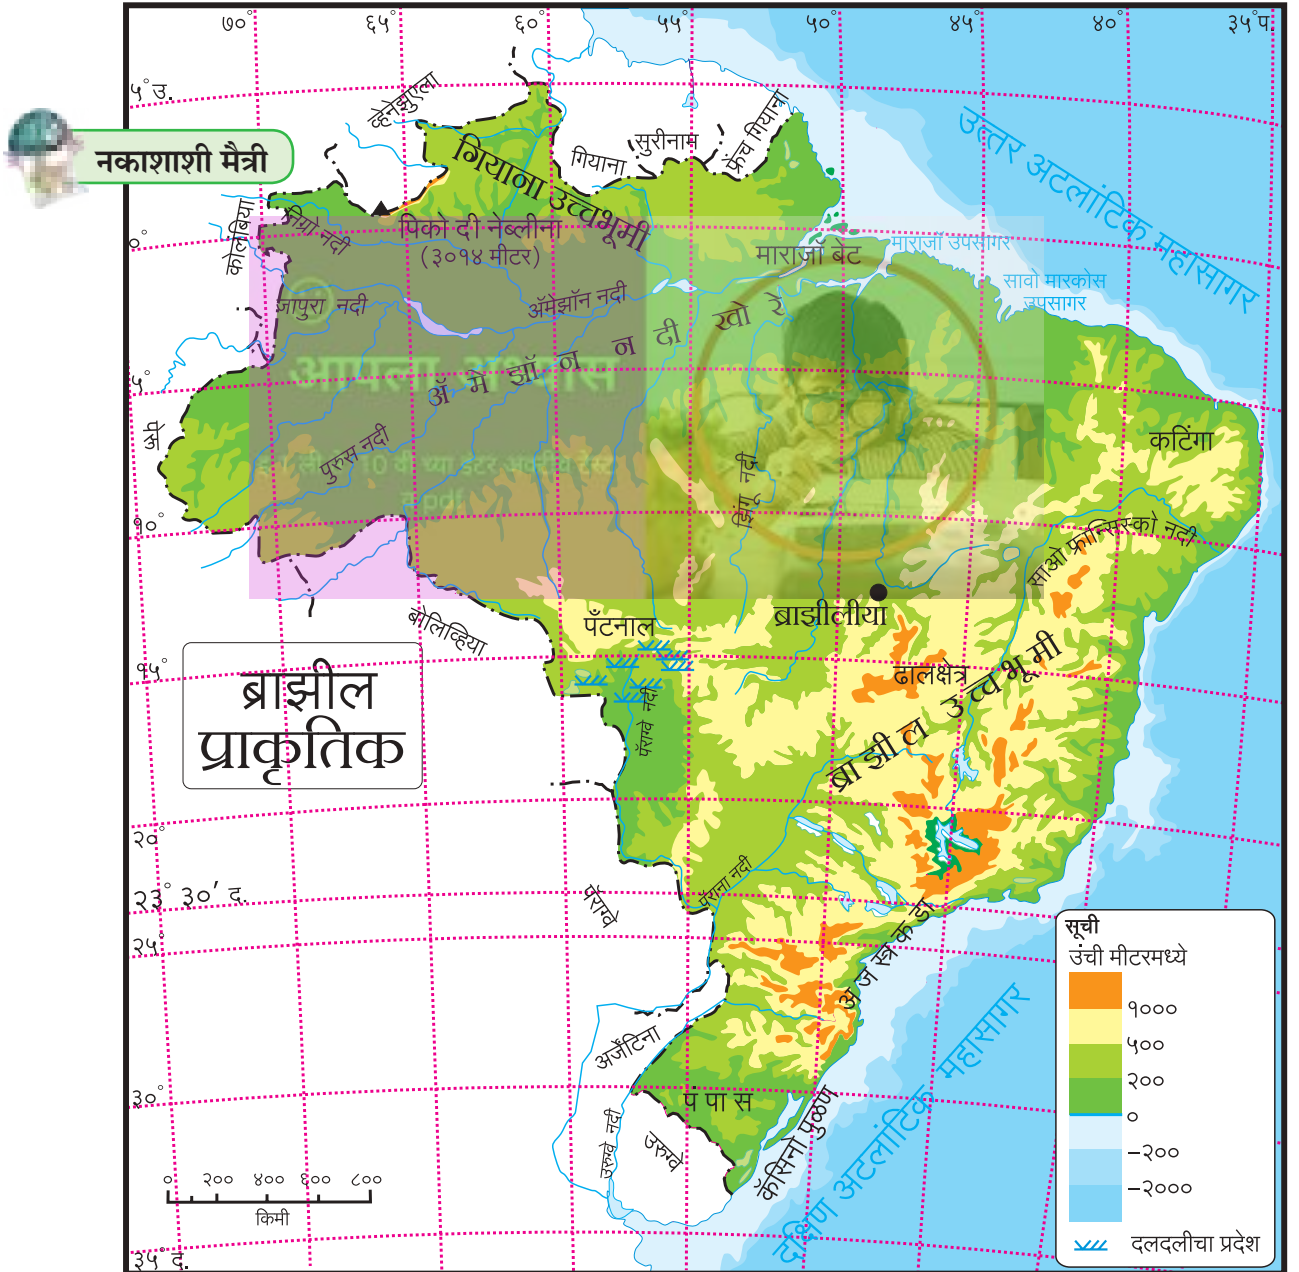 ७०° ६५° ६०° ५५° ५०° ४५° ४०° ३५°प.
५°उ.
व्हेनेझुएला
गियाना
सुरीनाम
फ्रेंच गियाना
उत्तर अटलांटिक महासागर
नकाशाशी मैत्री
गियाना उच्चभूमी
कोलंबिया
निग्रो नदी
पिको दी नेब्लीना
(३०१४ मीटर)
०°
माराजॉ बेट
माराजॉ उपसागर
सावो मारकोस
उपसागर
जापुरा नदी
ॲमेझॉन नदी
ॲ मे झॉ न न दी खो रे
५°
कटिंगा
पुरुस नदी
झिंगू नदी
१०°
साओ फ्रान्सिस्को नदी
ब्राझीलीया
बोलिव्हिया
पँटनाल
१५°
ढालक्षेत्र
ब्राझील
प्राकृतिक
पॅराग्वे नदी
ब्रा झी ल उ च्च भू मी
२०°
पॅराना नदी
२३° ३०' द.
पॅराग्वे
२५°
अ ज स्त्र क डा
अर्जेंटिना
३०°
प पा स
उरुग्वे नदी
उरुग्वे
कॅसिनो पुळण
दक्षिण अटलांटिक महासागर
० २०० ४०० ६०० ८००
किमी
३५° द.
सूची
उंची मीटरमध्ये
१०००
५००
२००
०
–२००
–२०००
दलदलीचा प्रदेश